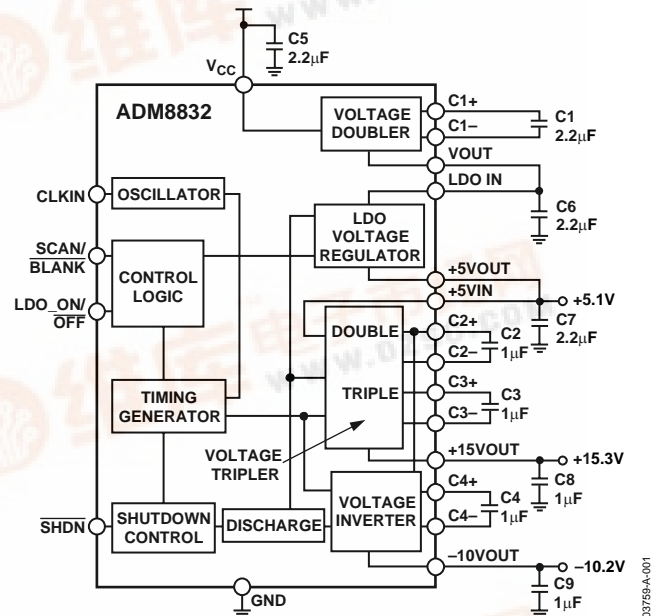 C5
2.2µF
VCC
ADM8832
VOLTAGE
DOUBLER
C1+
C1–
C1
2.2µF
VOUT
LDO IN
CLKIN
OSCILLATOR
C6
2.2µF
SCAN/
BLANK
CONTROL
LOGIC
LDO
VOLTAGE
REGULATOR
LDO_ON/
OFF
+5VOUT
+5VIN
+5.1V
C7
2.2µF
DOUBLE
C2+
C2–
C2
1µF
TRIPLE
C3+
C3–
C3
1µF
TIMING
GENERATOR
VOLTAGE
TRIPLER
+15VOUT
+15.3V
C8
1µF
SHDN
SHUTDOWN
CONTROL
DISCHARGE
VOLTAGE
INVERTER
C4+
C4–
C4
1µF
–10VOUT
–10.2V
C9
1µF
GND
03759-A-001